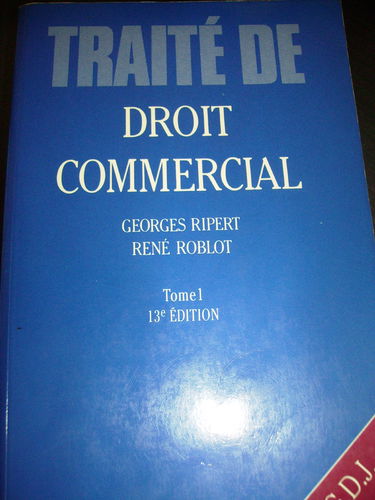 TRAITÉ DE
DROIT
COMMERCIAL
GEORGES RIPERT
RENÉ ROBLOT
Tome 1
13e ÉDITION
.D.J.